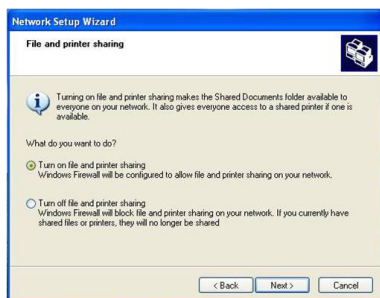 Network Setup Wizard
File and printer sharing
Turning on file and printer sharing makes the Shared Documents folder available to
everyone on your network. It also gives everyone access to a shared printer if one is
available.
What do you want to do?
Turn on file and printer sharing
Windows Firewall will be configured to allow file and printer sharing on your network.
Turn off file and printer sharing
Windows Firewall will block file and printer sharing on your network. If you currently have
shared files or printers, they will no longer be shared
< Back Next > Cancel